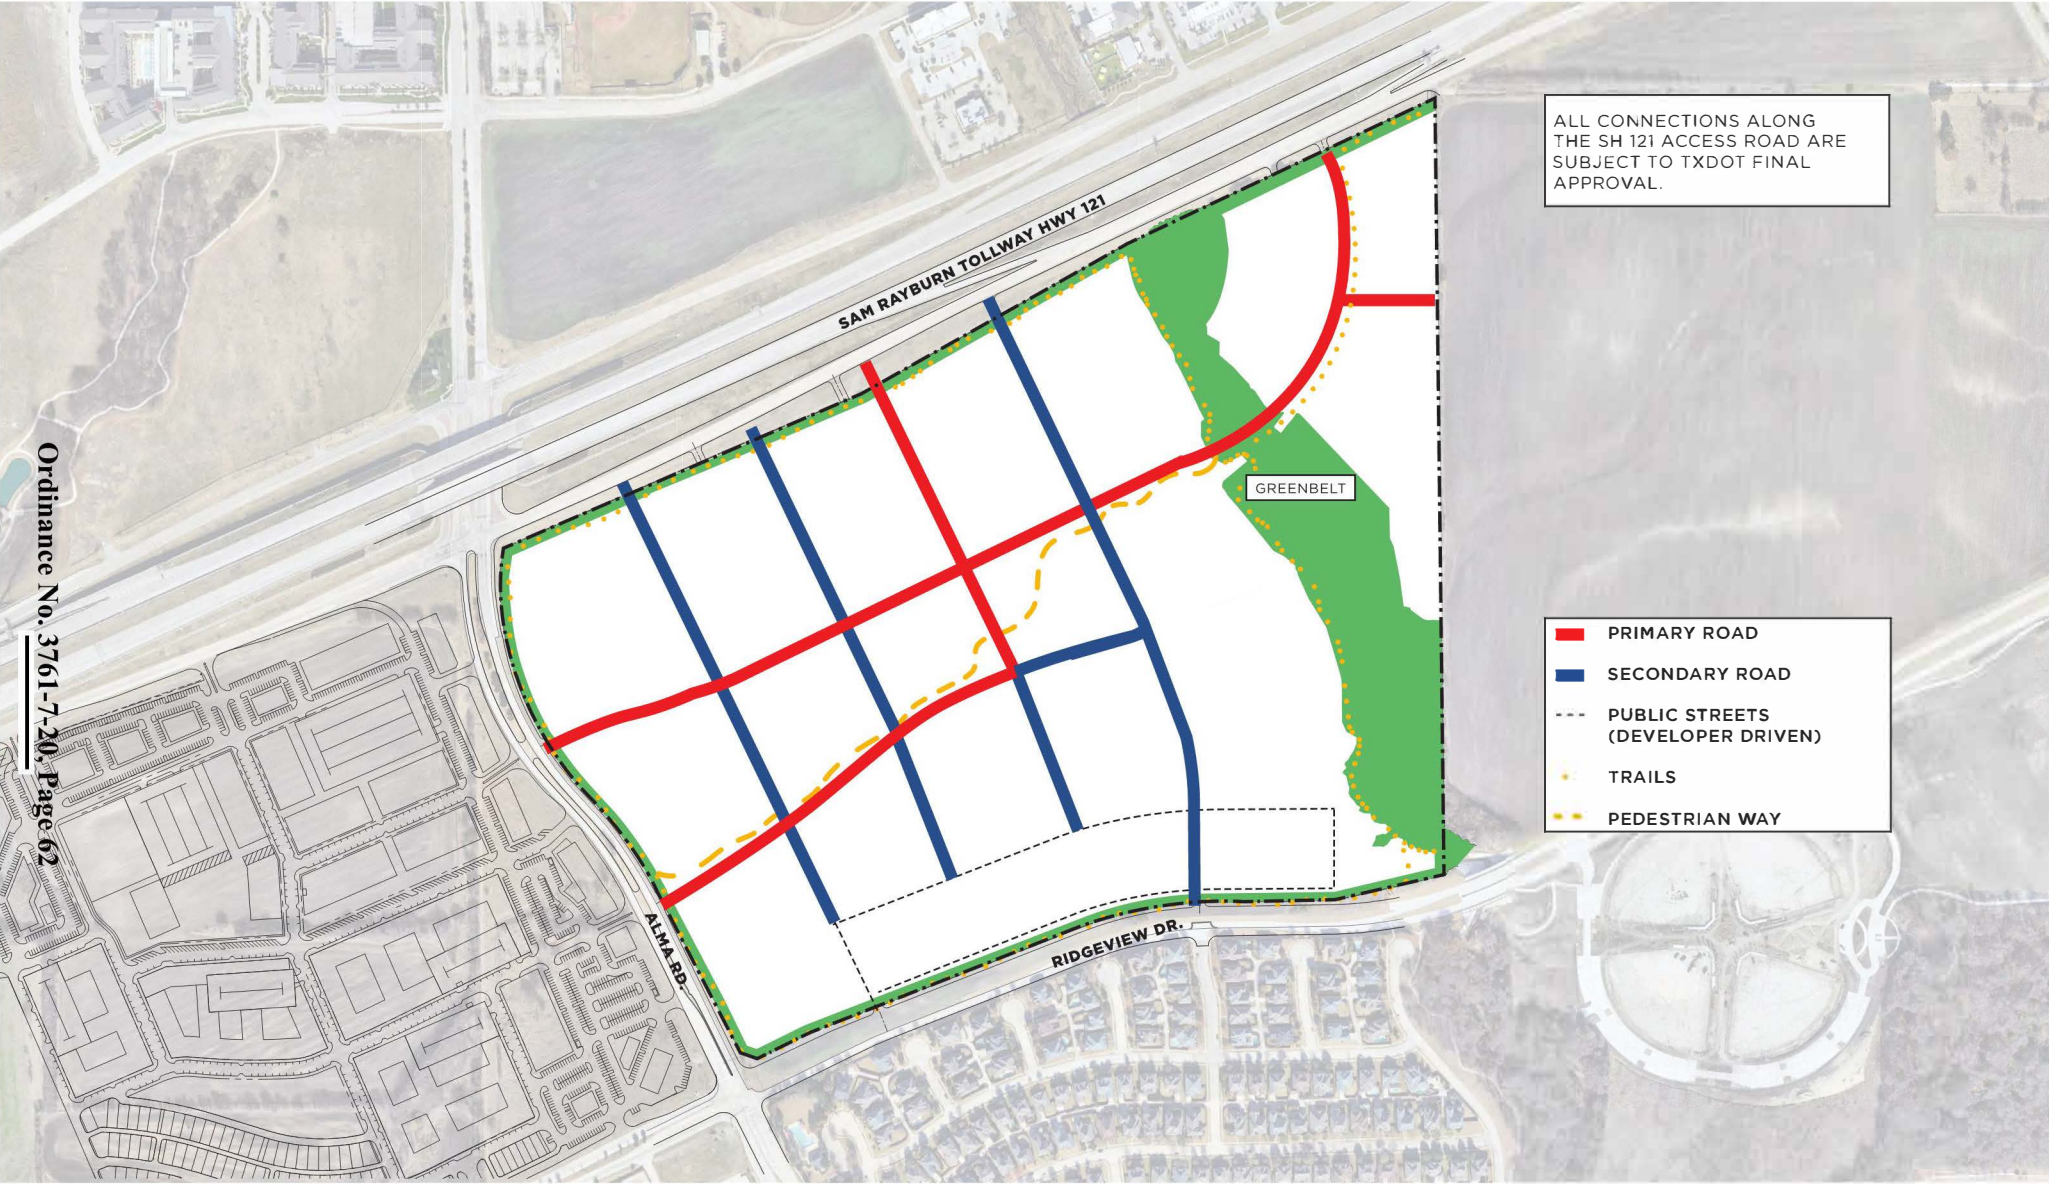 ALL CONNECTIONS ALONG
THE SH 121 ACCESS ROAD ARE
SUBJECT TO TXDOT FINAL
APPROVAL.
SAM RAYBURN TOLLWAY HWY 121
GREENBELT
PRIMARY ROAD
SECONDARY ROAD
PUBLIC STREETS
(DEVELOPER DRIVEN)
TRAILS
PEDESTRIAN WAY
ALMA RD.
RIDGEVIEW DR.
Ordinance No. 3761-7-20, Page 62